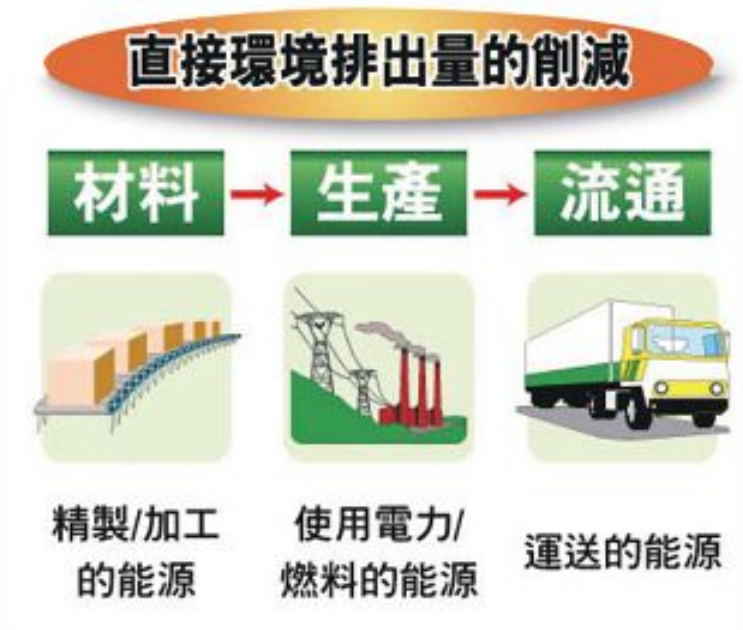 直接環境排出量的削減
材料 → 生產 → 流通
精製/加工
的能源
使用電力/
燃料的能源
運送的能源